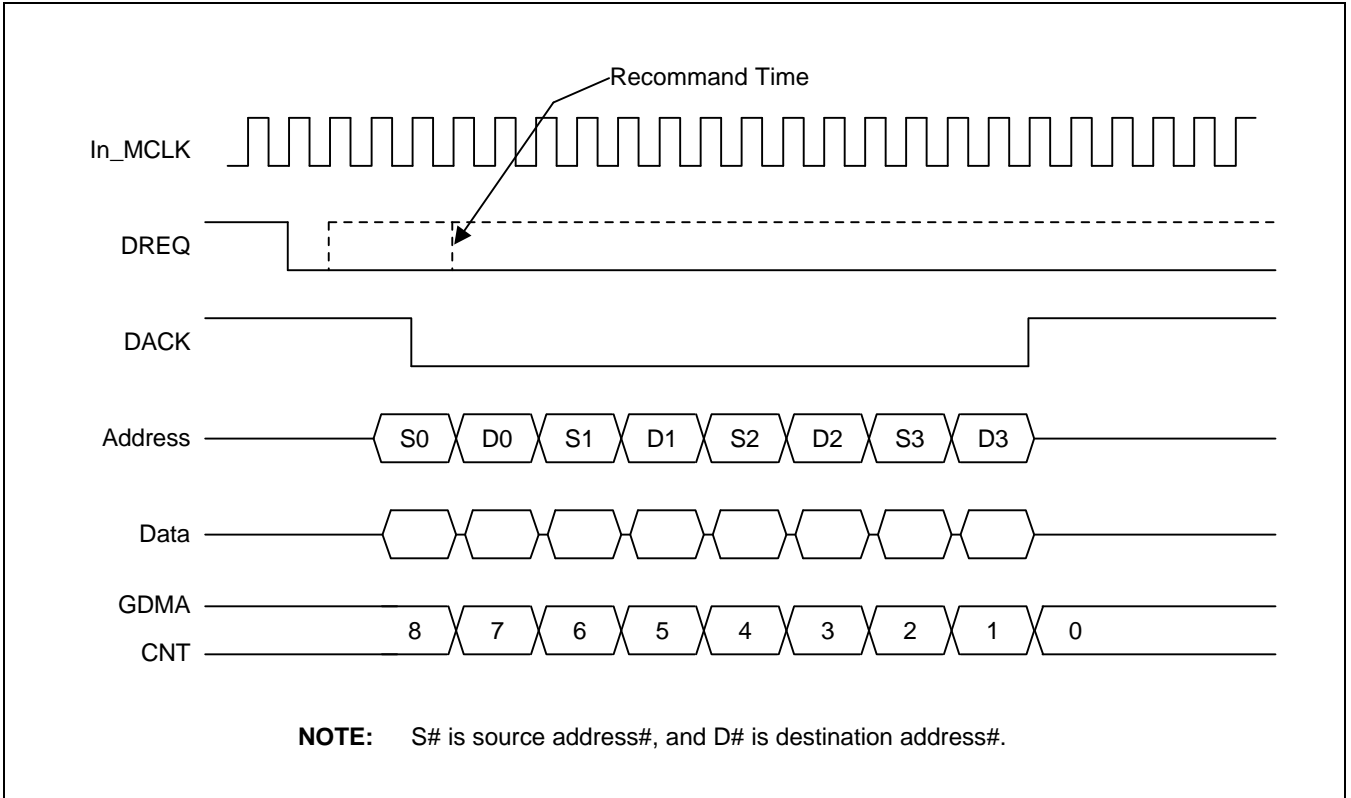 Recommand Time
In_MCLK
DREQ
DACK
Address S0 D0 S1 D1 S2 D2 S3 D3
Data
GDMA
CNT
8 7 6 5 4 3 2 1 0
NOTE: S# is source address#, and D# is destination address#.